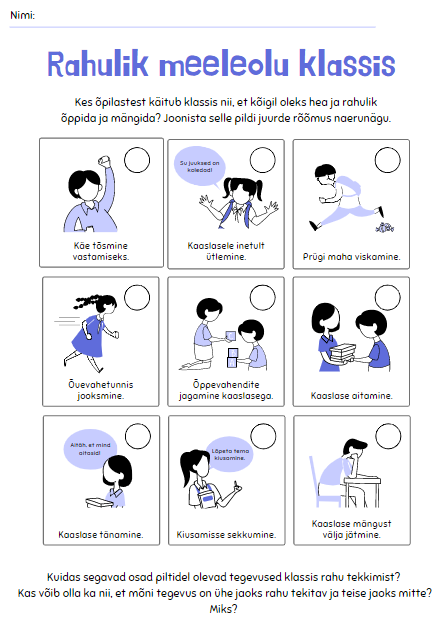 Nimi:
Rahulik meeleolu klassis
Kes õpilastest käitub klassis nii, et kõigil oleks hea ja rahulik
õppida ja mängida? Joonista selle pildi juurde rõõmus naerunägu.
Käe tõsmine
vastamiseks.
Su juuksed on
koledad!
Kaaslasele inetult
ütlemine.
Prügi maha viskamine.
Õuevahetunnis
jooksmine.
Õppevahendite
jagamine kaaslasega.
Kaaslase aitamine.
Aitäh, et mind
aitasid!
Kaaslase tänamine.
Lõpeta tema
kiusamine.
Kiusamisse sekkumine.
Kaaslase mängust
välja jätmine.
Kuidas segavad osad piltidel olevad tegevused klassis rahu tekkimist?
Kas võib olla ka nii, et mõni tegevus on ühe jaoks rahu tekitav ja teise jaoks mitte?
Miks?